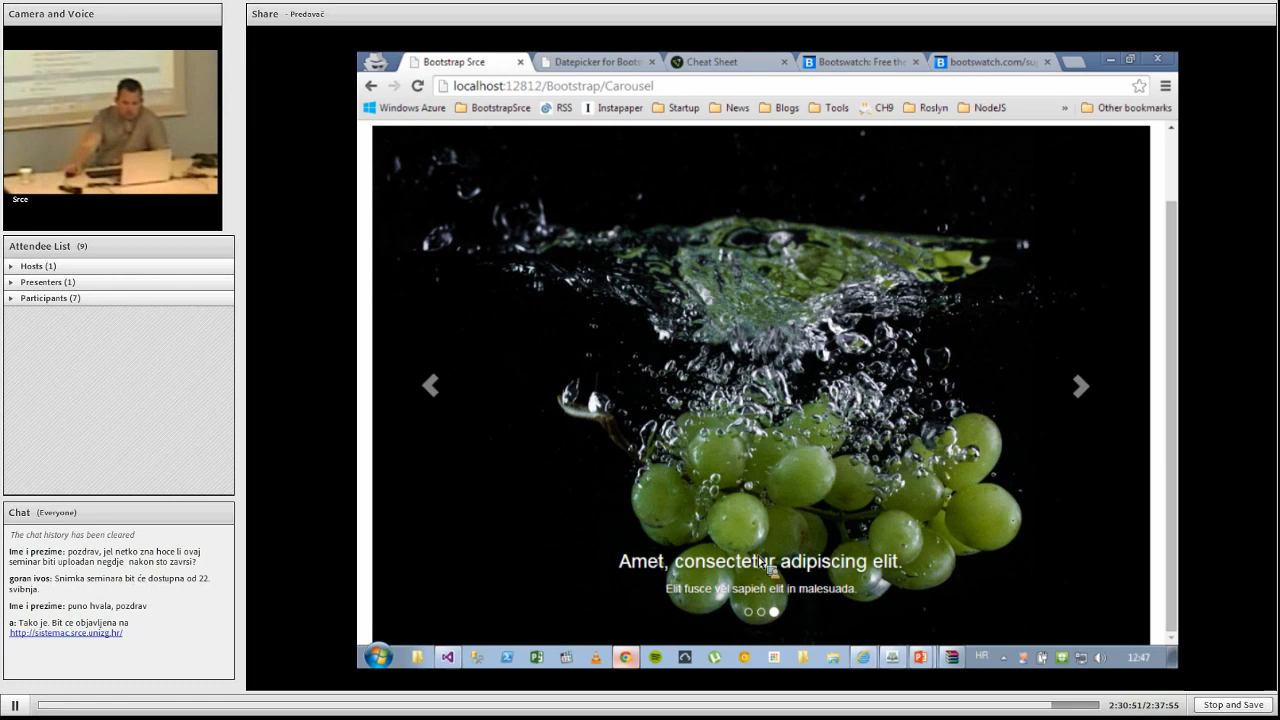 Camera and Voice
Srce
Attendee List (9)
Hosts (1)
Presenters (1)
Participants (7)
Chat (Everyone)
The chat history has been cleared
Ime i prezime: pozdrav, jel netko zna hoce li ovaj
seminar biti uploadan negdje nakon sto zavrsi?
goran ivos: Snimka seminara bit će dostupna od 22.
svibnja.
Ime i prezime: puno hvala, pozdrav
a: Tako je. Bit ce objavljena na
http://sistemac.srce.unizg.hr/
Share - Predavač
Bootstrap Srce
Datepicker for Boots
Cheat Sheet
Bootswatch: Free the
bootswatch.com/su
localhost:12812/Bootstrap/Carousel
Windows Azure BootstrapSrce RSS Instapaper Startup News Blogs Tools CH9 Roslyn NodeJS » Other bookmarks
Amet, consectetur adipiscing elit.
Elit fusce vel sapien elit in malesuada.
HR 12:47
2:30:51/2:37:55
Stop and Save